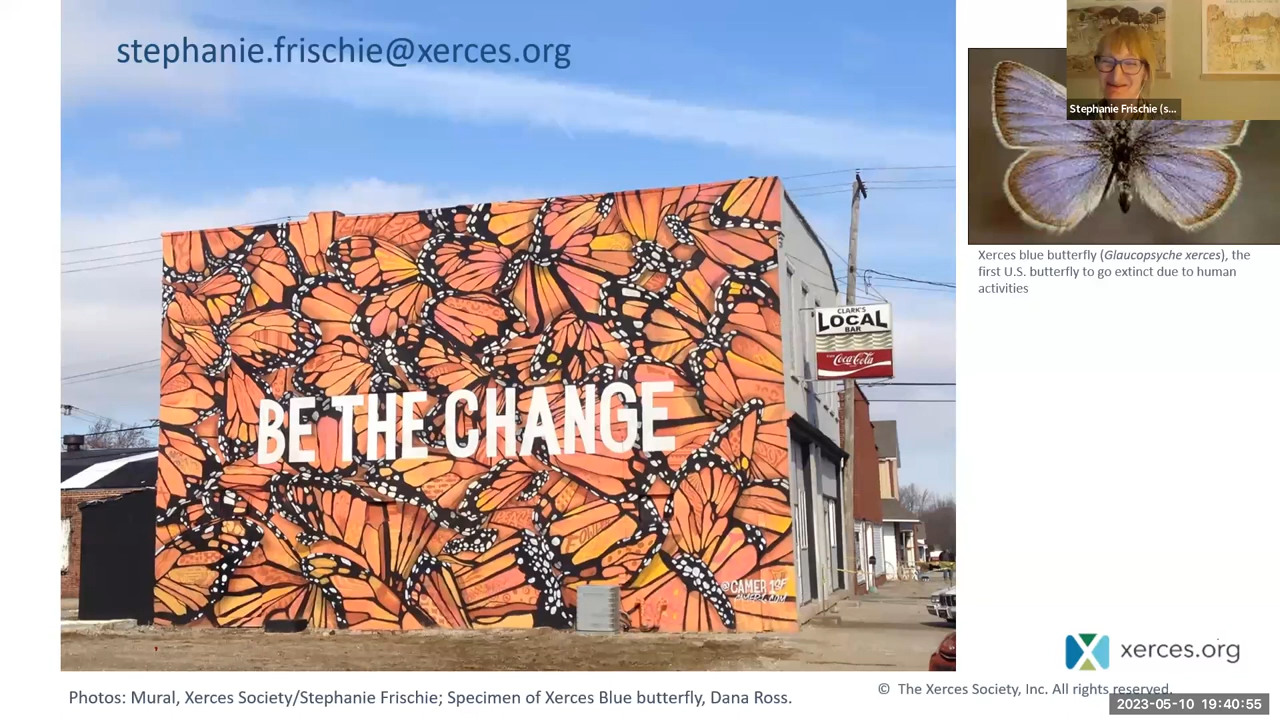 stephanie.frischie@xerces.org
Stephanie Frischie (s...
Xerces blue butterfly (Glaucopsyche xerces), the
first U.S. butterfly to go extinct due to human
activities
CLARK'S
LOCAL
BAR
Coca-Cola
BE THE CHANGE
@CAMER1SF
xerces.org
© The Xerces Society, Inc. All rights reserved.
Photos: Mural, Xerces Society/Stephanie Frischie; Specimen of Xerces Blue butterfly, Dana Ross.
2023-05-10 19:40:55